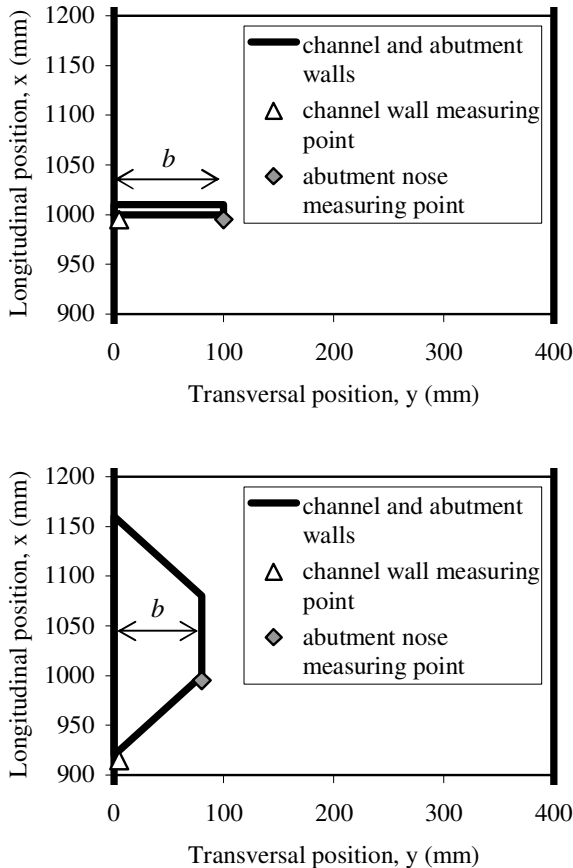 1200
1150
1100
1050
1000
950
900
Longitudinal position, x (mm)
channel and abutment
walls
channel wall measuring
point
abutment nose
measuring point
b
0
100
200
300
400
Transversal position, y (mm)
1200
1150
1100
1050
1000
950
900
Longitudinal position, x (mm)
channel and abutment
walls
channel wall measuring
point
abutment nose
measuring point
b
0
100
200
300
400
Transversal position, y (mm)